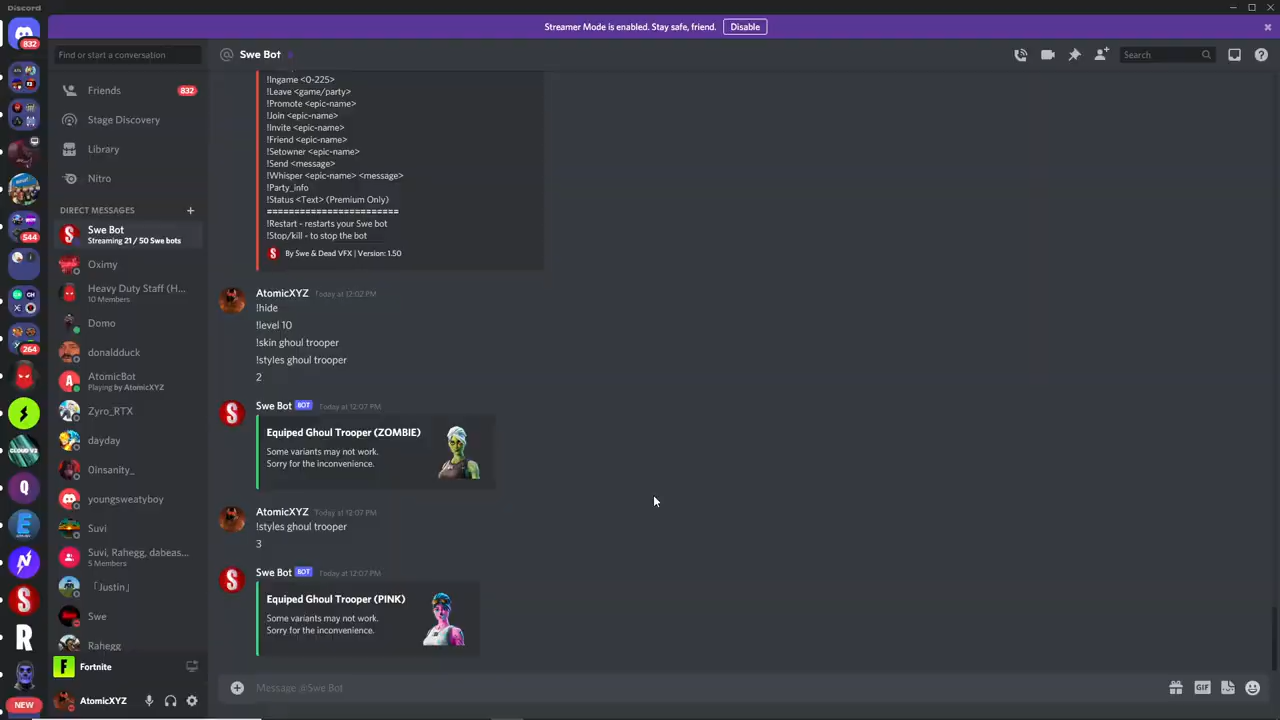 Discord
Streamer Mode is enabled. Stay safe, friend.
Disable
832
544
264
CLOUD V2
NEW
Find or start a conversation
Friends
832
Stage Discovery
Library
Nitro
DIRECT MESSAGES
Swe Bot
Streaming 21 / 50 Swe bots
Oximy
Heavy Duty Staff (H...
10 Members
Domo
donaldduck
AtomicBot
Playing by AtomicXYZ
Zyro_RTX
dayday
0insanity_
youngsweatyboy
Suvi
Suvi, Rahegg, dabeas...
5 Members
「Justin」
Swe
Rahegg
Fortnite
AtomicXYZ
Swe Bot
Search
!Ingame <0-225>
!Leave <game/party>
!Promote <epic-name>
!Join <epic-name>
!Invite <epic-name>
!Friend <epic-name>
!Setowner <epic-name>
!Send <message>
!Whisper <epic-name> <message>
!Party_info
!Status <Text> (Premium Only)
========================
!Restart - restarts your Swe bot
!Stop/kill - to stop the bot
By Swe & Dead VFX | Version: 1.50
AtomicXYZ Today at 12:02 PM
!hide
!level 10
!skin ghoul trooper
!styles ghoul trooper
2
Swe Bot BOT Today at 12:07 PM
Equiped Ghoul Trooper (ZOMBIE)
Some variants may not work.
Sorry for the inconvenience.
AtomicXYZ Today at 12:07 PM
!styles ghoul trooper
3
Swe Bot BOT Today at 12:07 PM
Equiped Ghoul Trooper (PINK)
Some variants may not work.
Sorry for the inconvenience.
Message @Swe Bot
GIF